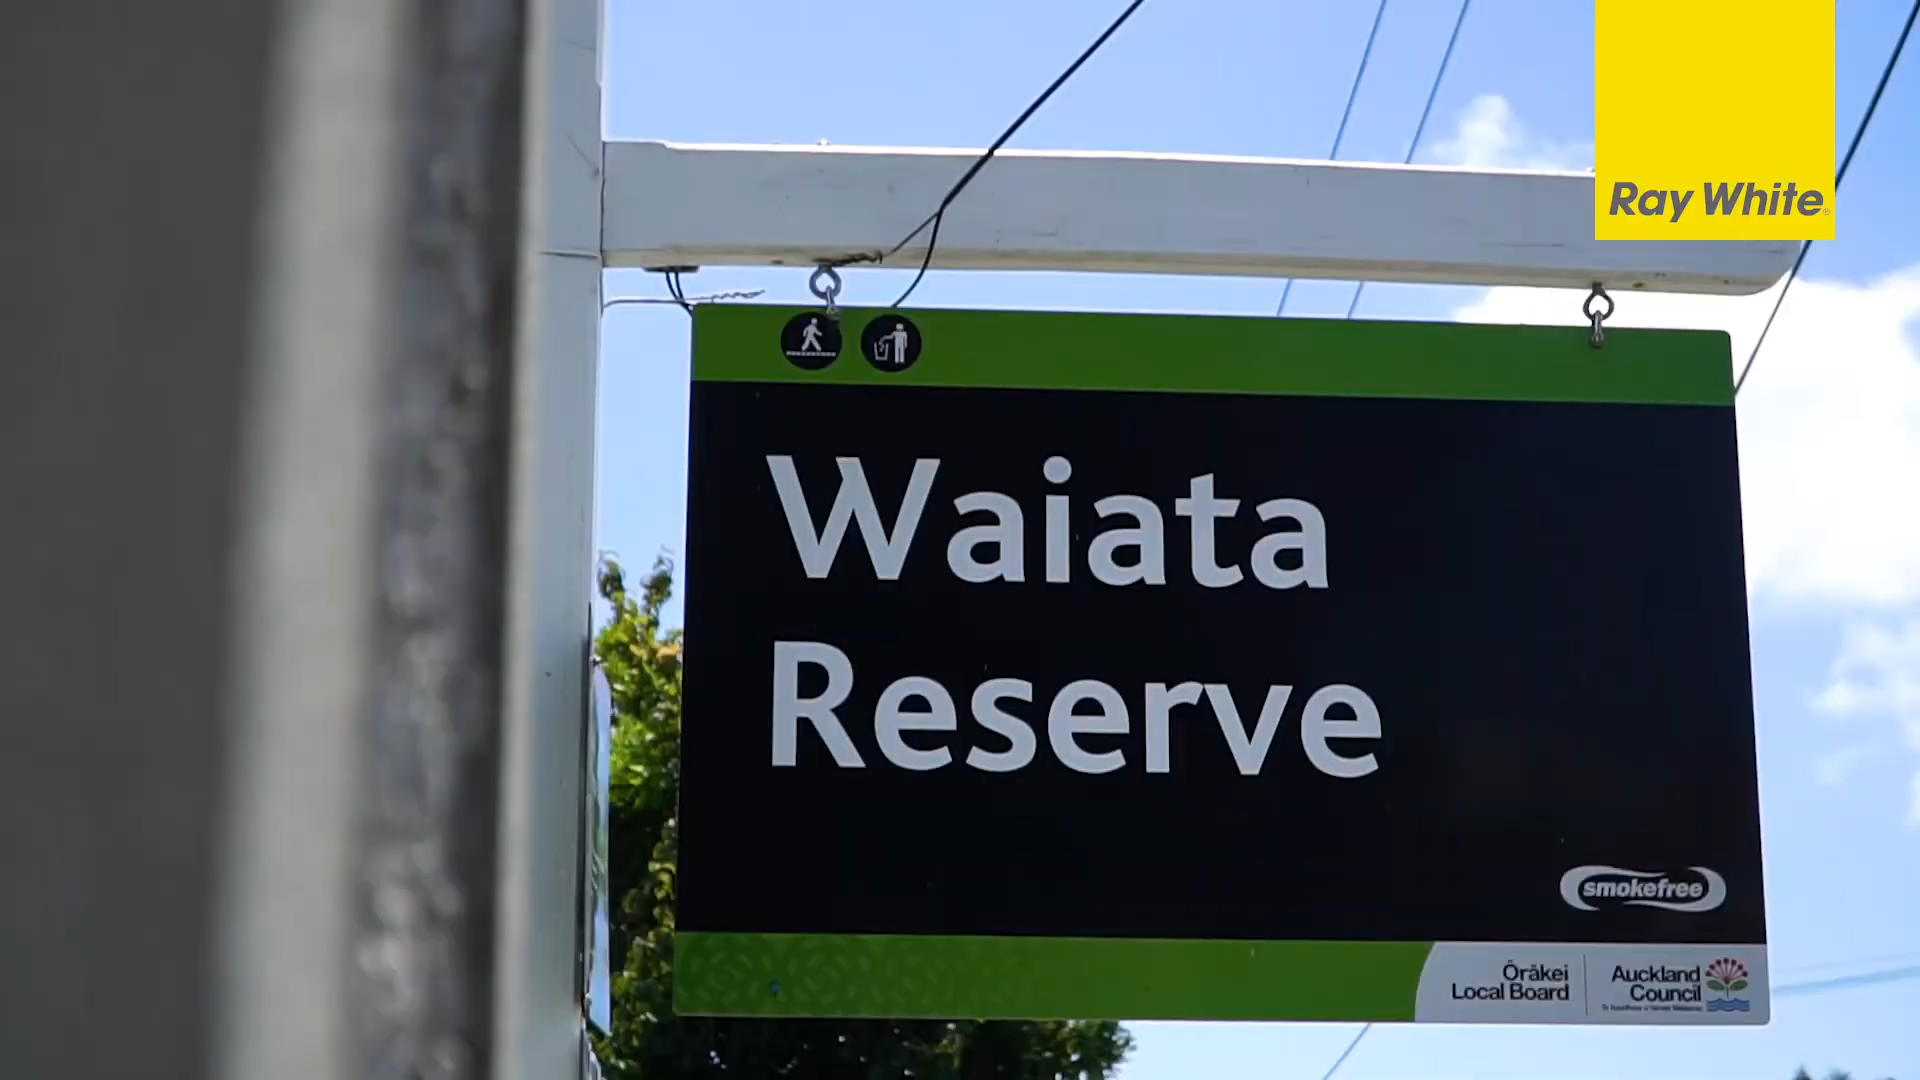 Ray White
Waiata
Reserve
smokefree
Ōrākei
Local Board
Auckland
Council